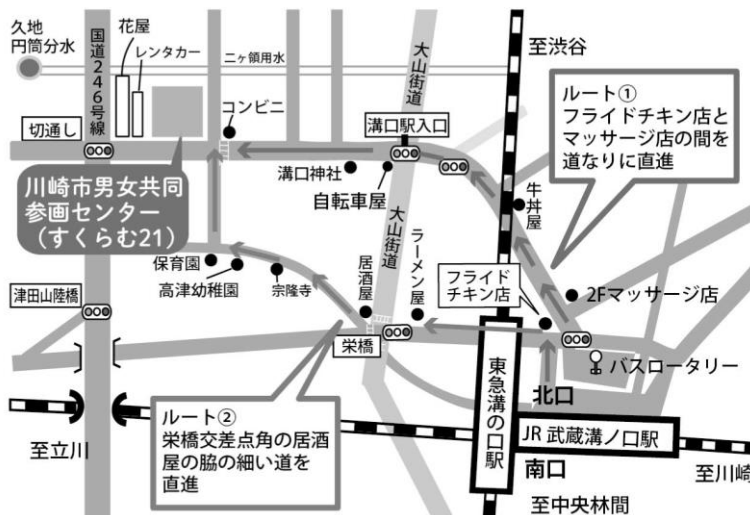 久地
円筒分水
国道246号線
花屋
レンタカー
二ヶ領用水
大山街道
至渋谷
コンビニ
切通し
溝口駅入口
ルート①
フライドチキン店と
マッサージ店の間を
道なりに直進
溝口神社
自転車屋
牛丼屋
川崎市男女共同
参画センター
（すくらむ21）
大山街道
保育園
高津幼稚園
宗隆寺
居酒屋
ラーメン屋
フライド
チキン店
2Fマッサージ店
津田山陸橋
栄橋
バスロータリー
北口
東急溝の口駅
JR 武蔵溝ノ口駅
南口
ルート②
栄橋交差点角の居酒
屋の脇の細い道を
直進
至立川
至川崎
至中央林間